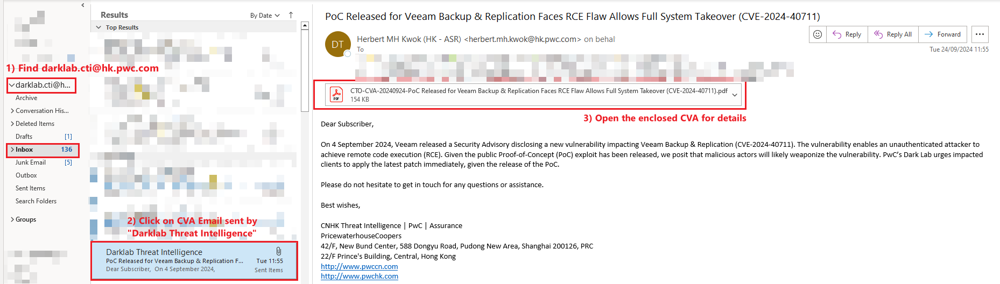 Results
By Date
Top Results
1) Find darklab.cti@hk.pwc.com
darklab.cti@h...
Archive
Conversation His...
Deleted Items
Drafts [1]
Inbox 136
Junk Email [5]
Outbox
Sent Items
Search Folders
Groups
2) Click on CVA Email sent by
"Darklab Threat Intelligence"
Darklab Threat Intelligence
PoC Released for Veeam Backup & Replication F... Tue 11:55
Dear Subscriber, On 4 September 2024, Sent Items
PoC Released for Veeam Backup & Replication Faces RCE Flaw Allows Full System Takeover (CVE-2024-40711)
DT
Herbert MH Kwok (HK - ASR) <herbert.mh.kwok@hk.pwc.com> on behal
To
Reply
Reply All
Forward
Tue 24/09/2024 11:55
CTO-CVA-20240924-PoC Released for Veeam Backup & Replication Faces RCE Flaw Allows Full System Takeover (CVE-2024-40711).pdf
PDF
154 KB
3) Open the enclosed CVA for details
Dear Subscriber,
On 4 September 2024, Veeam released a Security Advisory disclosing a new vulnerability impacting Veeam Backup & Replication (CVE-2024-40711). The vulnerability enables an unauthenticated attacker to
achieve remote code execution (RCE). Given the public Proof-of-Concept (PoC) exploit has been released, we posit that malicious actors will likely weaponize the vulnerability. PwC's Dark Lab urges impacted
clients to apply the latest patch immediately, given the release of the PoC.
Please do not hesitate to get in touch for any questions or assistance.
Best wishes,
CNHK Threat Intelligence | PwC | Assurance
PricewaterhouseCoopers
42/F, New Bund Center, 588 Dongyu Road, Pudong New Area, Shanghai 200126, PRC
22/F Prince's Building, Central, Hong Kong
http://www.pwccn.com
http://www.pwchk.com